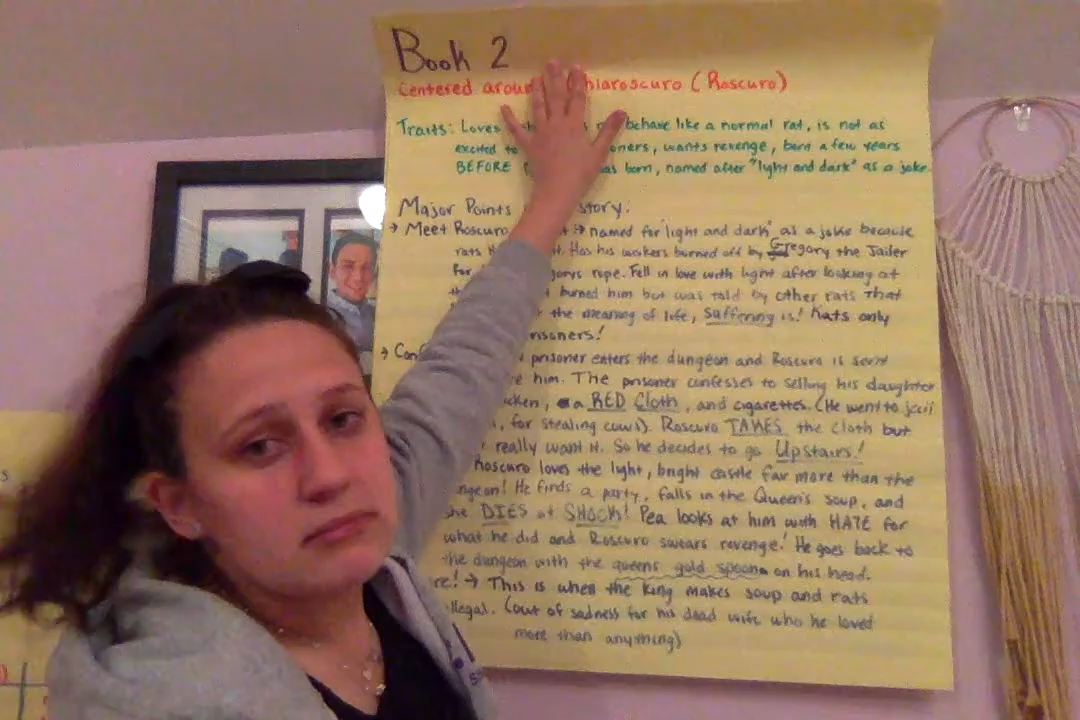 Book 2
Centered aroun hiaroscuro (Roscuro)
Traits: Loves behave like a normal rat, is not as
excited to oners, wants revenge, born a few years
BEFORE as born, named after "light and dark" as a joke
Major Points story:
→ Meet Roscuro named for "light and dark" as a joke because
rats Has his wiskers burned off by Gregory the Jailer
for gorys rope. Fell in love with light after looking at
burned him but was told by other rats that
the meaning of life, suffering is! Rats only
risoners!
→ Con prisoner enters the dungeon and Roscuro is sent
e him. The prisoner confesses to selling his daughter
icken, a RED Cloth, and cigarettes. (He went to jail
, for stealing cows). Roscuro TAKES the cloth but
really want it. So he decides to go Upstairs!
Roscuro loves the light, bright castle far more than the
ngeon! He finds a party, falls in the Queen's soup, and
she DIES of SHOCK! Pea looks at him with HATE for
what he did and Roscuro swears revenge! He goes back to
the dungeon with the queens gold spoon on his head.
re! → This is when the king makes soup and rats
illegal. (out of sadness for his dead wife who he loved
more than anything)